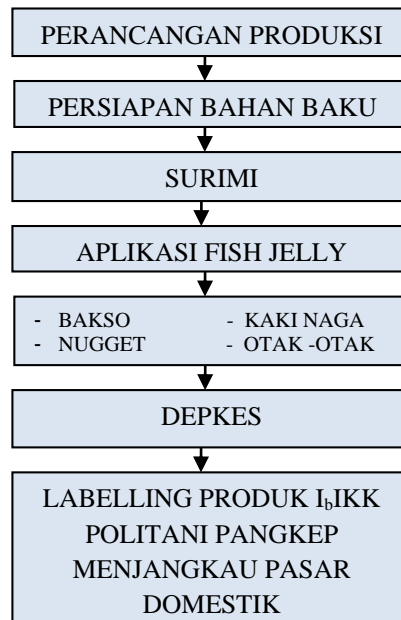 PERANCANGAN PRODUKSI
PERSIAPAN BAHAN BAKU
SURIMI
APLIKASI FISH JELLY
- BAKSO - KAKI NAGA
- NUGGET - OTAK -OTAK
DEPKES
LABELLING PRODUK IbIKK
POLITANI PANGKEP
MENJANGKAU PASAR
DOMESTIK